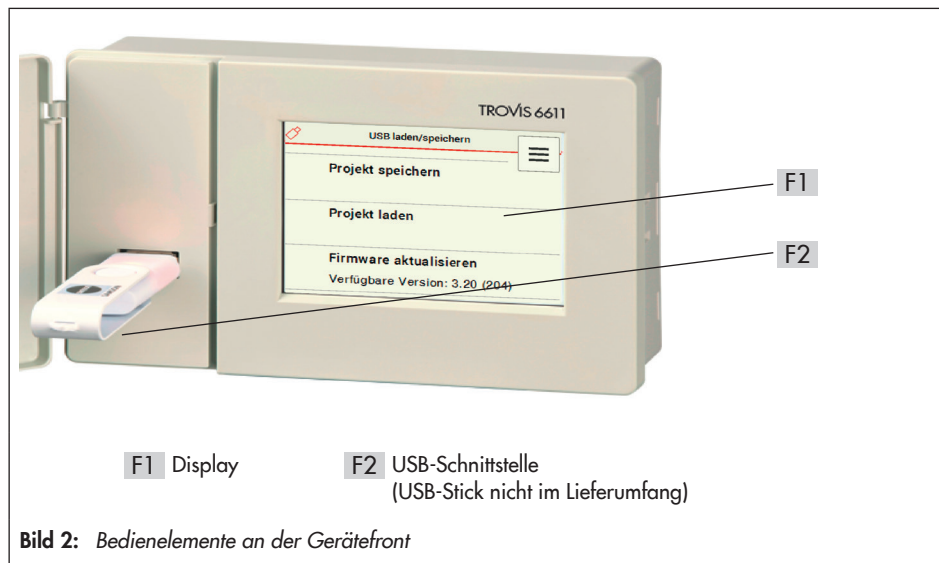 TROVIS 6611
USB laden/speichern
Projekt speichern
Projekt laden
Firmware aktualisieren
Verfügbare Version: 3.20 (204)
F1
F2
F1 Display
F2 USB-Schnittstelle
(USB-Stick nicht im Lieferumfang)
Bild 2: Bedienelemente an der Gerätefront